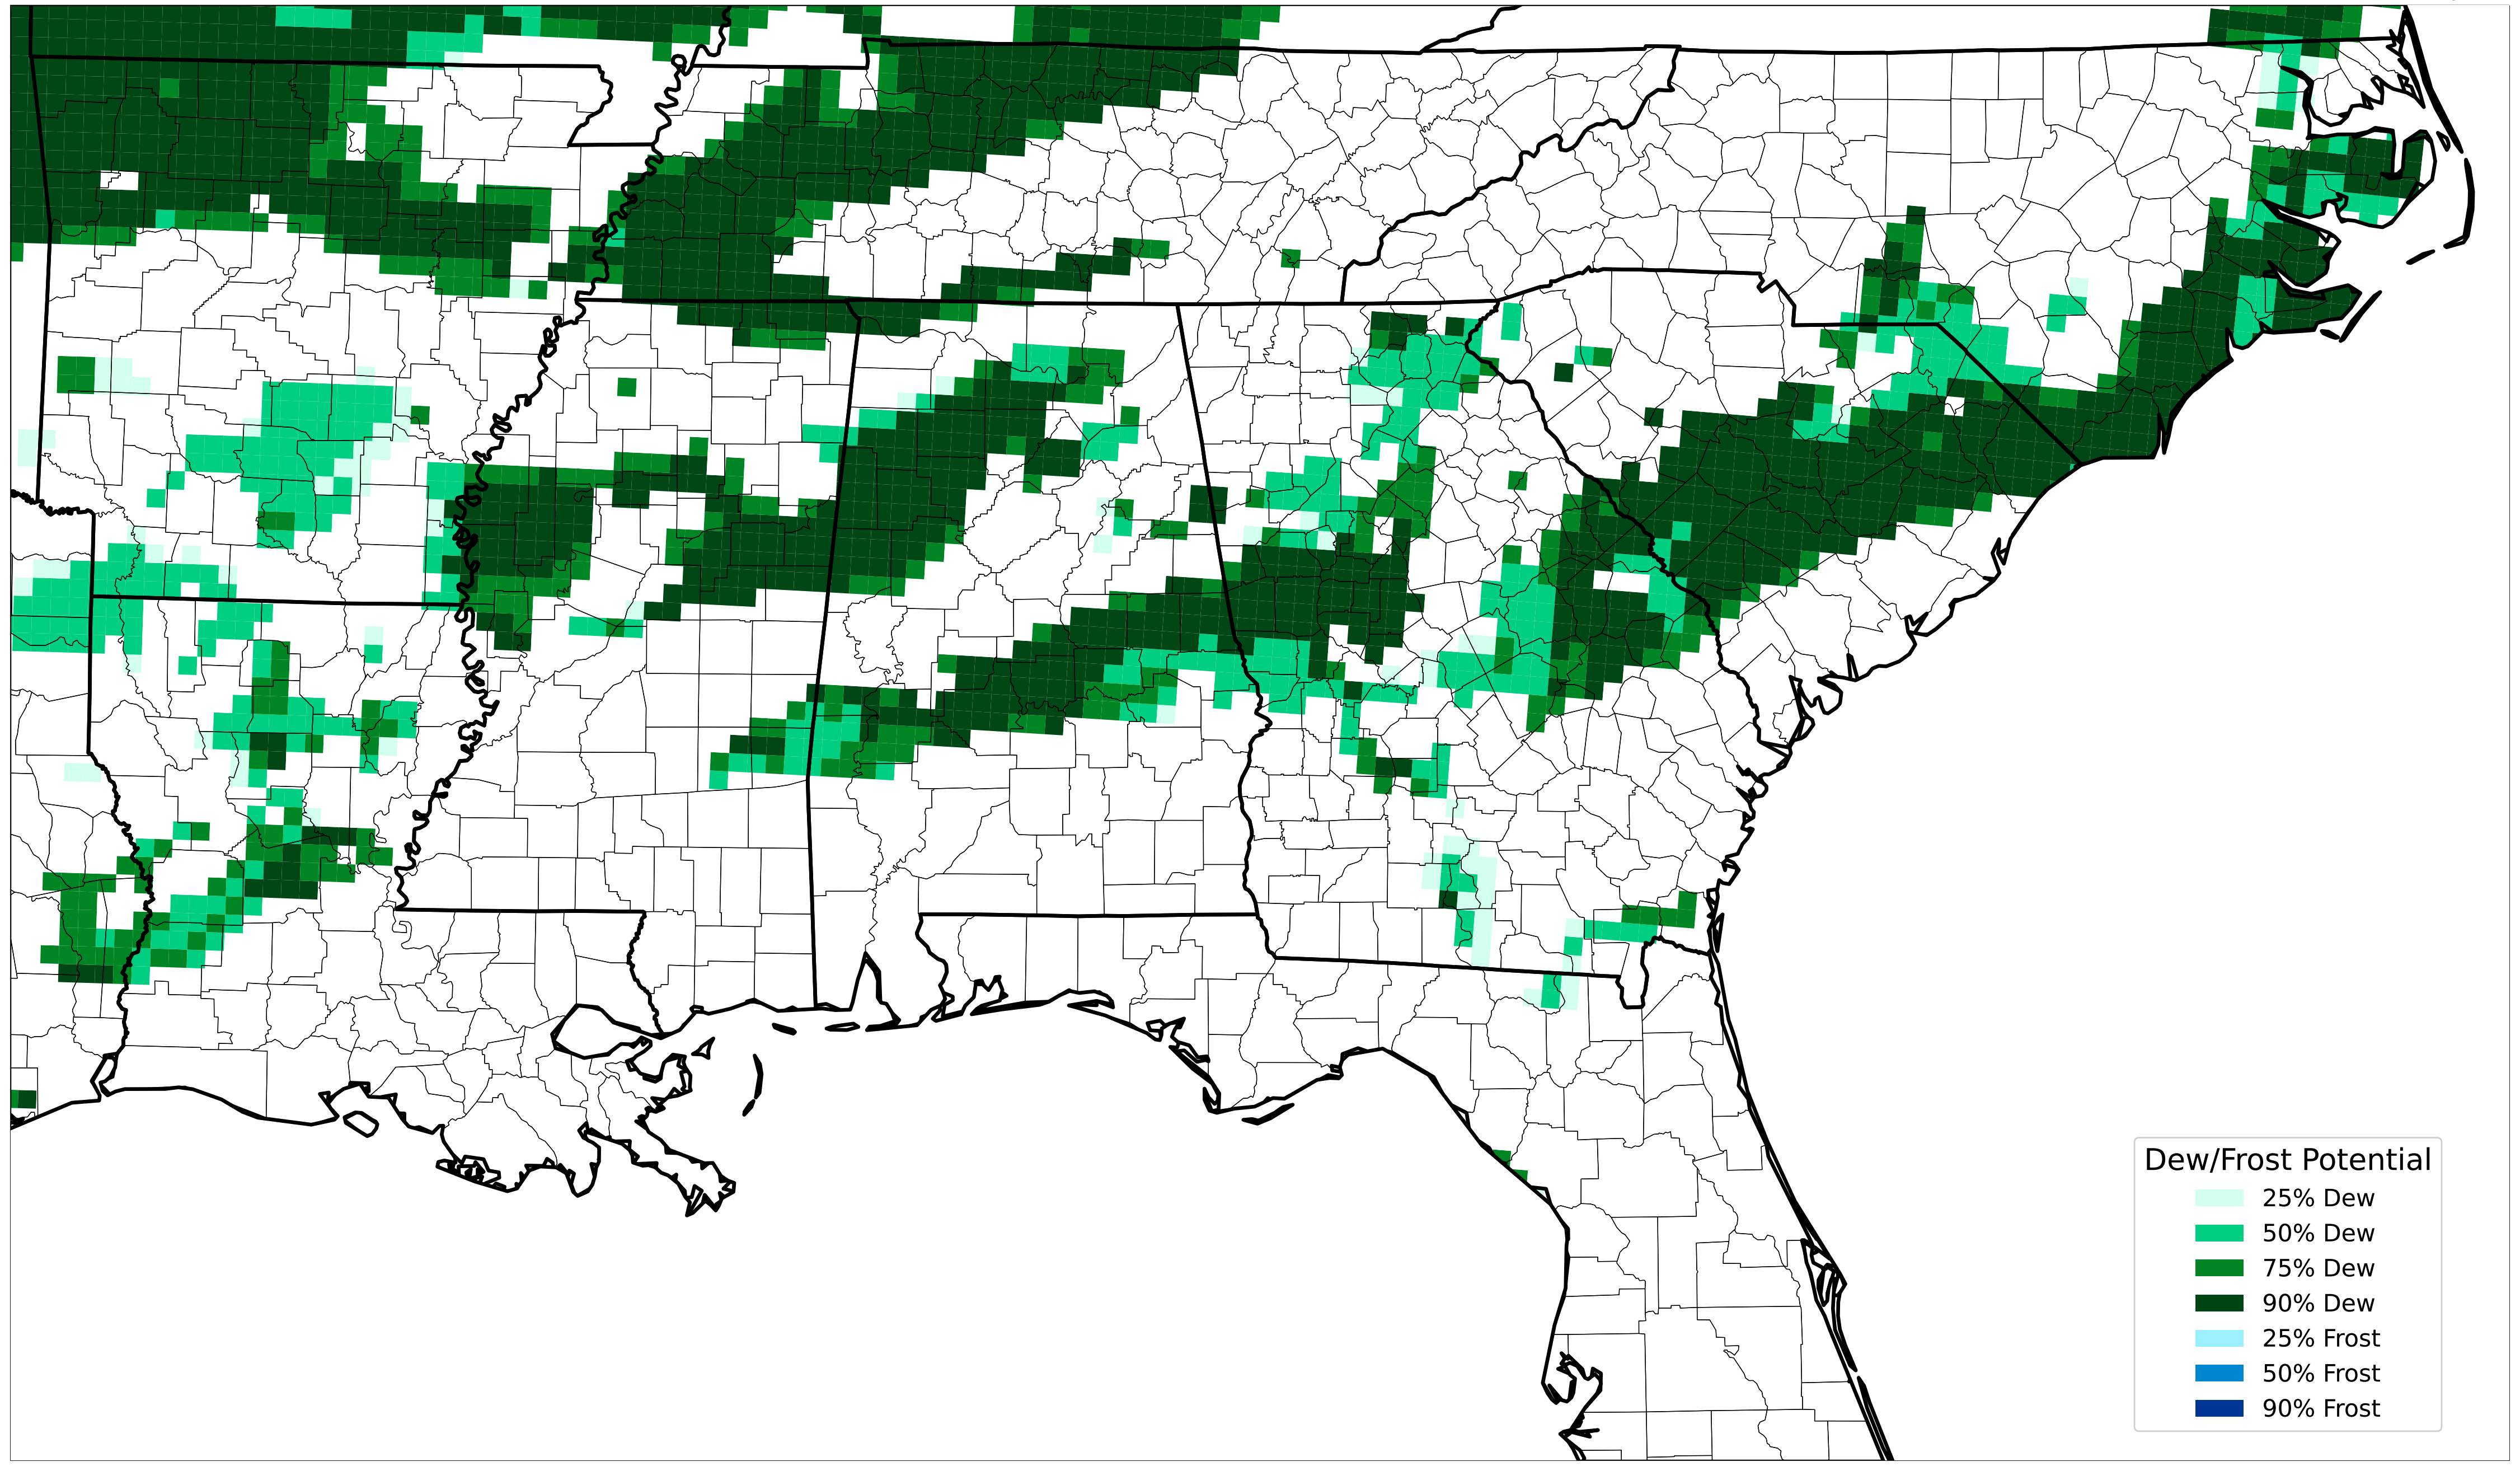 Dew/Frost Potential
25% Dew
50% Dew
75% Dew
90% Dew
25% Frost
50% Frost
90% Frost